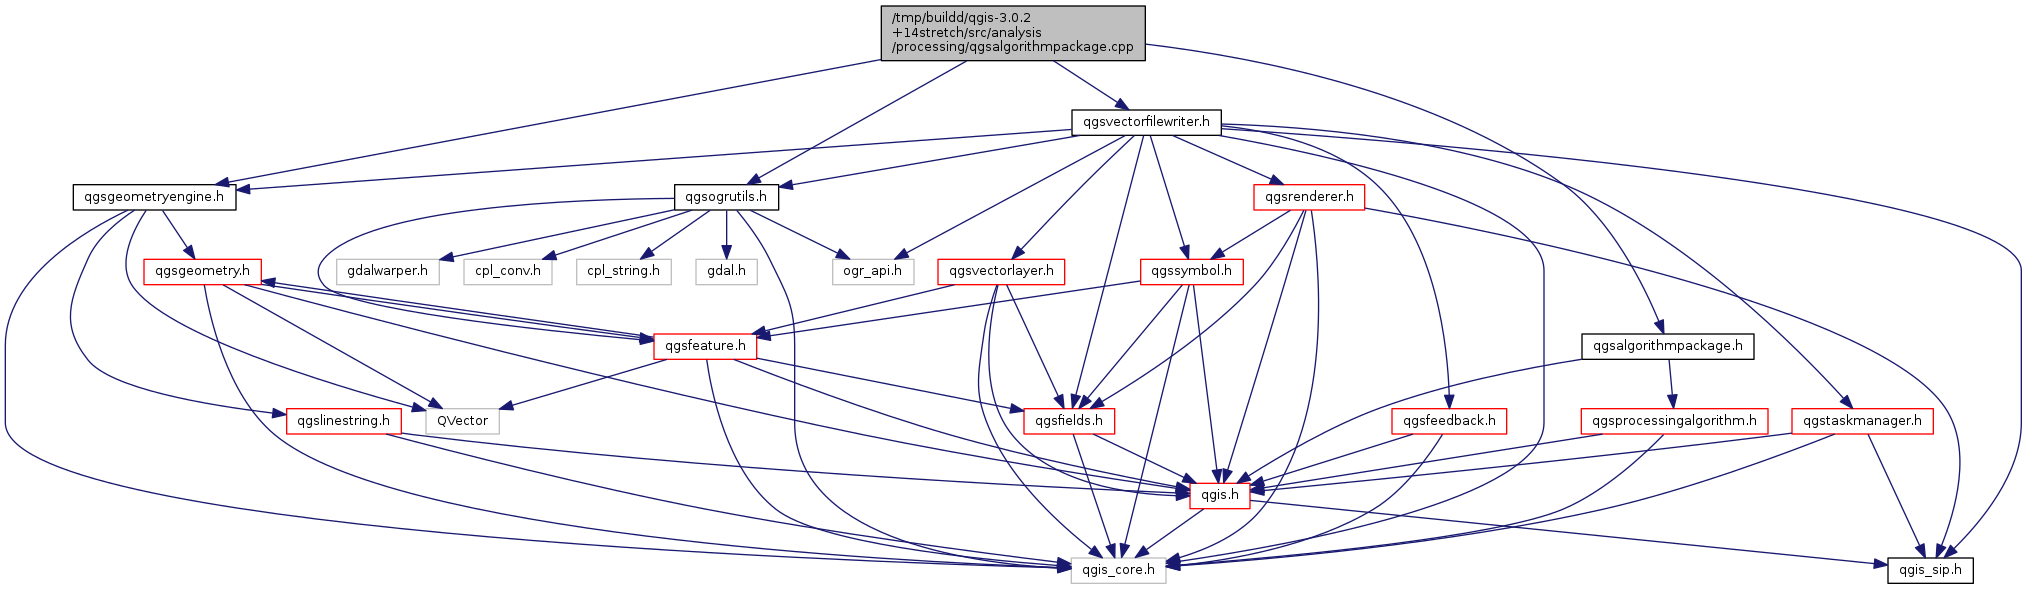 /tmp/buildd/qgis-3.0.2
+14stretch/src/analysis
/processing/qgsalgorithmpackage.cpp
qgsvectorfilewriter.h
qgsgeometryengine.h
qgsogrutils.h
qgsrenderer.h
qgsgeometry.h
gdalwarper.h
cpl_conv.h
cpl_string.h
gdal.h
ogr_api.h
qgsvectorlayer.h
qgssymbol.h
qgsfeature.h
qgsalgorithmpackage.h
qgslinestring.h
QVector
qgsfields.h
qgsfeedback.h
qgsprocessingalgorithm.h
qgstaskmanager.h
qgis.h
qgis_core.h
qgis_sip.h